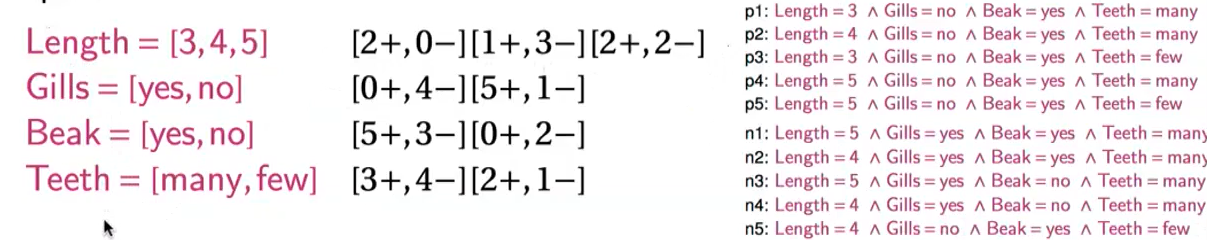 Length = [3, 4, 5] [2+, 0−][1+, 3−][2+, 2−]
Gills = [yes, no] [0+, 4−][5+, 1−]
Beak = [yes, no] [5+, 3−][0+, 2−]
Teeth = [many, few] [3+, 4−][2+, 1−]
p1: Length = 3 ∧ Gills = no ∧ Beak = yes ∧ Teeth = many
p2: Length = 4 ∧ Gills = no ∧ Beak = yes ∧ Teeth = many
p3: Length = 3 ∧ Gills = no ∧ Beak = yes ∧ Teeth = few
p4: Length = 5 ∧ Gills = no ∧ Beak = yes ∧ Teeth = many
p5: Length = 5 ∧ Gills = no ∧ Beak = yes ∧ Teeth = few
n1: Length = 5 ∧ Gills = yes ∧ Beak = yes ∧ Teeth = many
n2: Length = 4 ∧ Gills = yes ∧ Beak = yes ∧ Teeth = many
n3: Length = 5 ∧ Gills = yes ∧ Beak = no ∧ Teeth = many
n4: Length = 4 ∧ Gills = yes ∧ Beak = no ∧ Teeth = many
n5: Length = 4 ∧ Gills = no ∧ Beak = yes ∧ Teeth = few